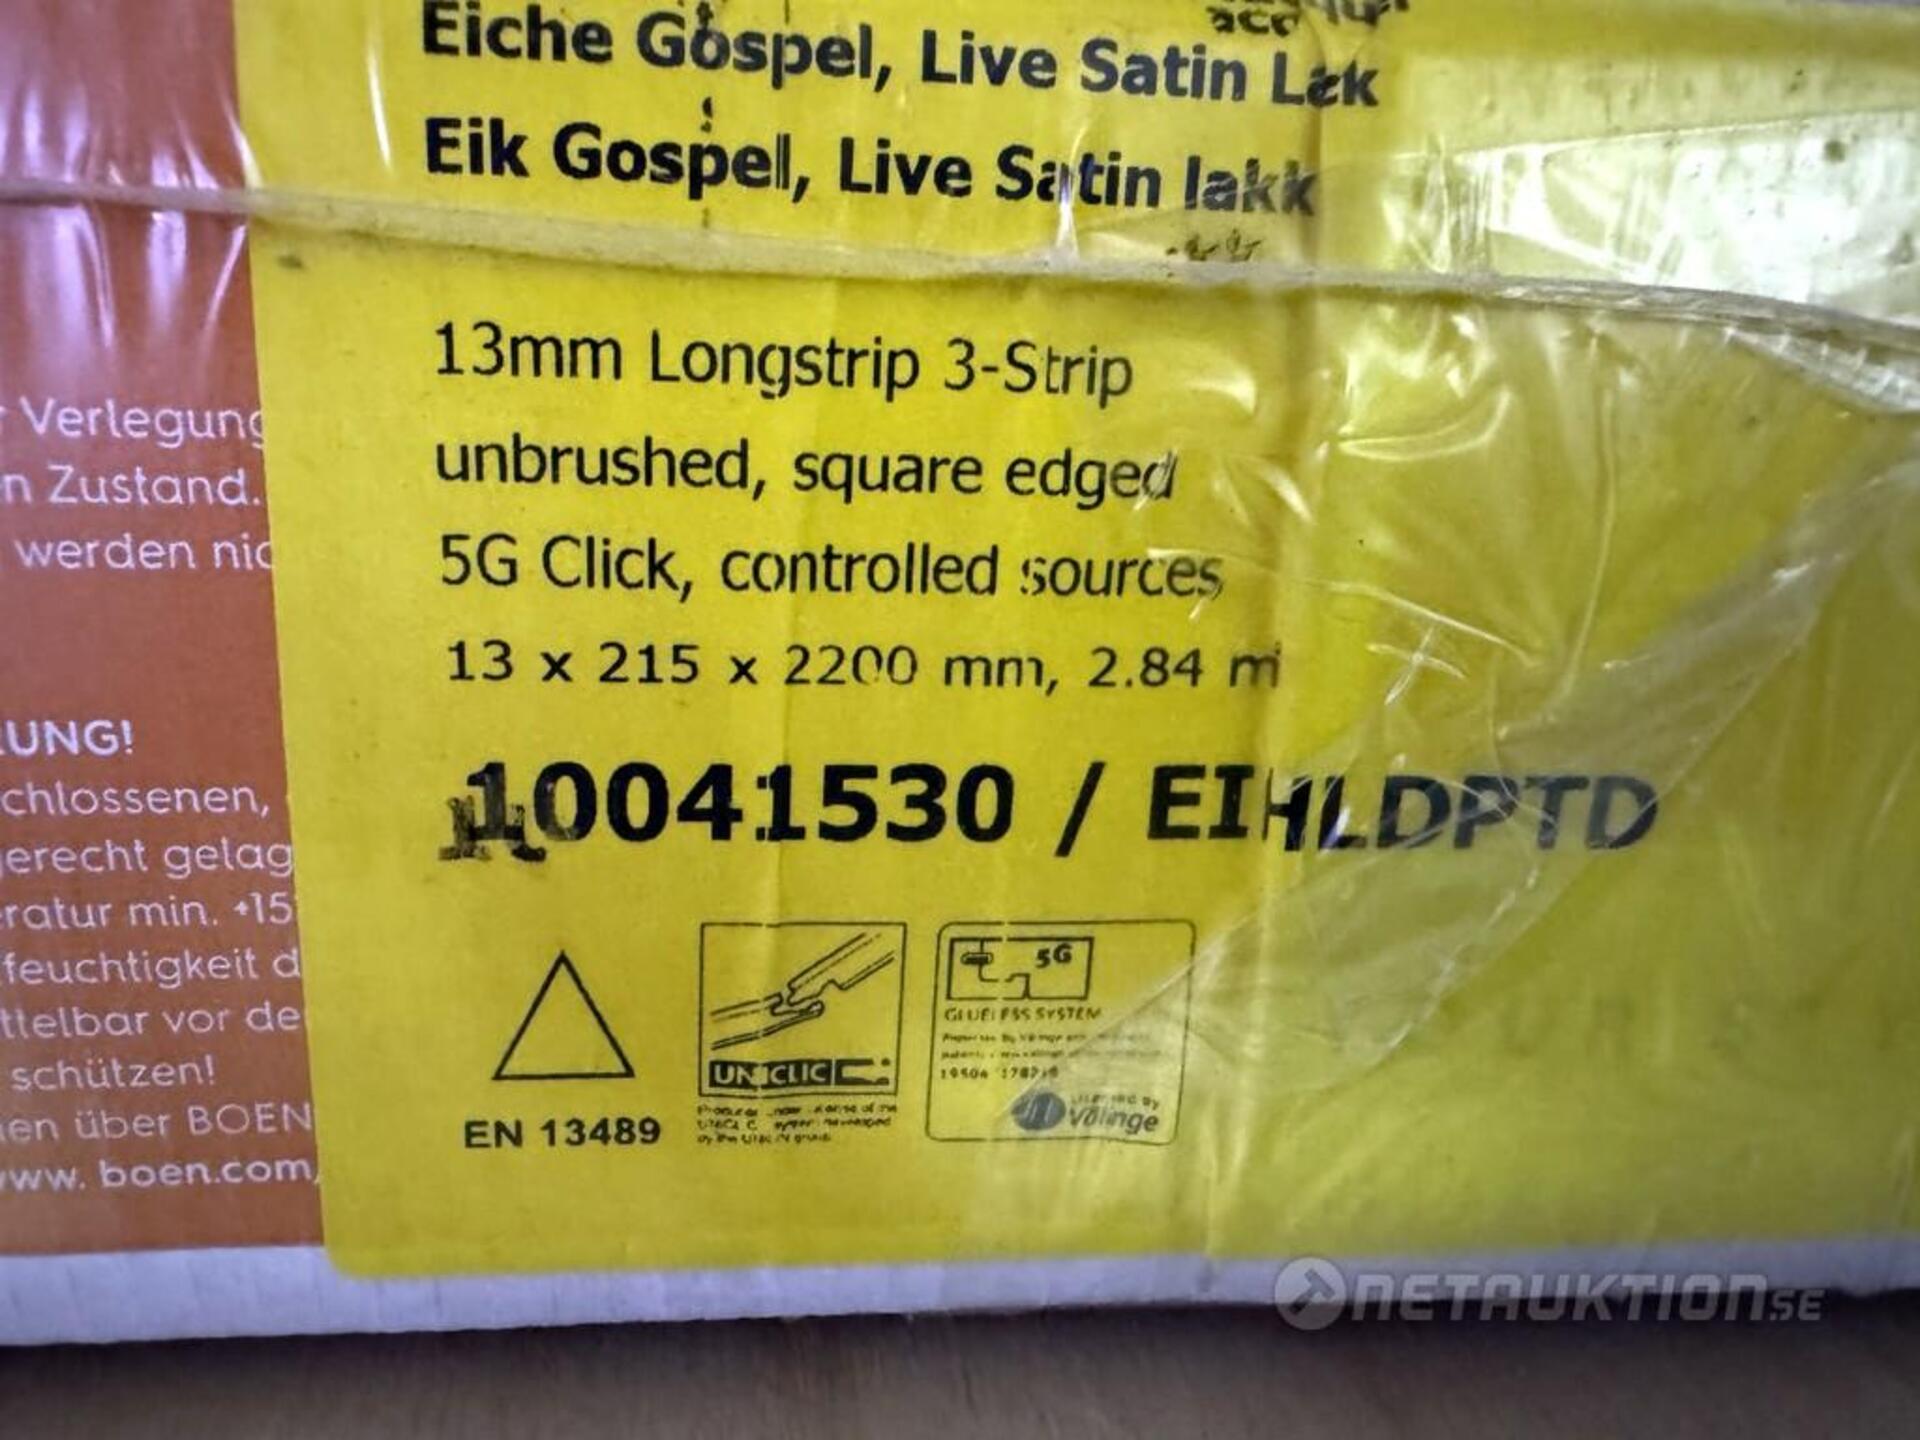 Eiche Gospel, Live Satin Lak
Eik Gospel, Live Satin lakk
13mm Longstrip 3-Strip
unbrushed, square edged
5G Click, controlled sources
13 x 215 x 2200 mm, 2.84 m
10041530 / EIHLDPTD
EN 13489
UNICLIC
5G
GLUELESS SYSTEM
Välinge
Verlegung
n Zustand.
werden nic
UNG!
chlossenen,
erecht gelag
ratur min. +15
feuchtigkeit d
ttelbar vor de
schützen!
en über BOEN
ww. boen.com,
NETAUKTION.SE